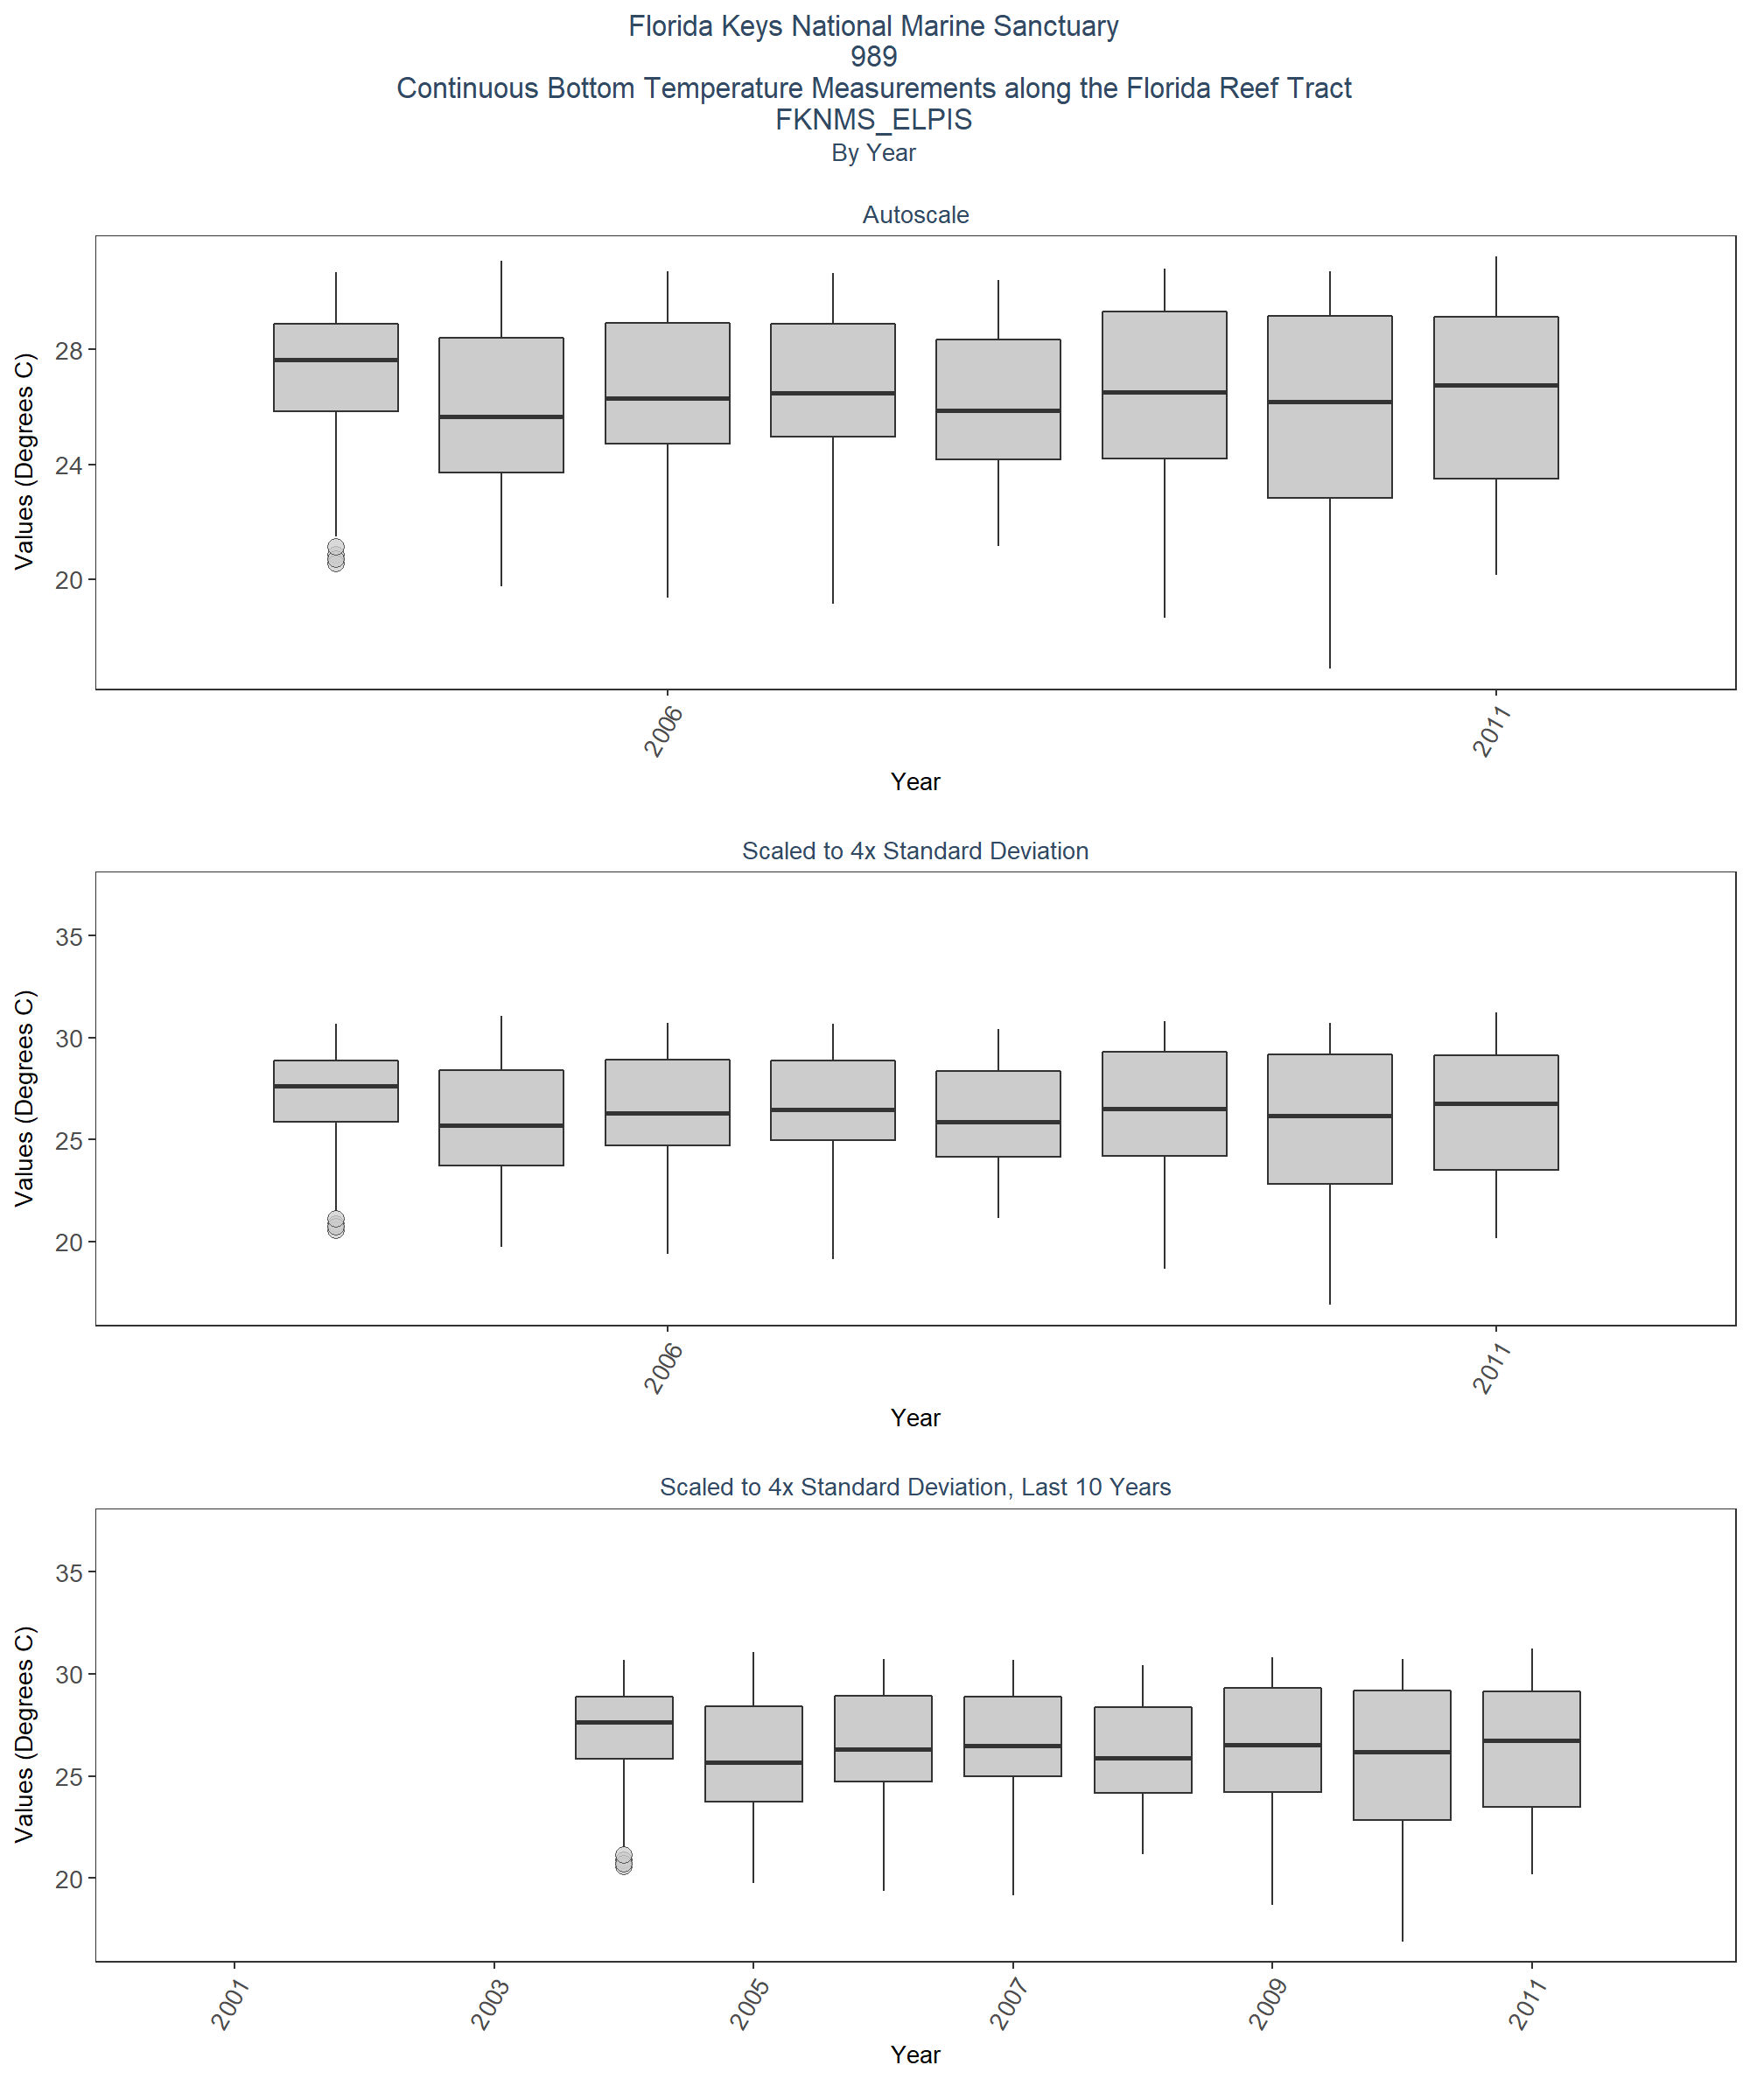 Florida Keys National Marine Sanctuary
989
Continuous Bottom Temperature Measurements along the Florida Reef Tract
FKNMS_ELPIS
By Year
Autoscale
Values (Degrees C)
28
24
20
2006
2011
Year
Scaled to 4x Standard Deviation
Values (Degrees C)
35
30
25
20
2006
2011
Year
Scaled to 4x Standard Deviation, Last 10 Years
Values (Degrees C)
35
30
25
20
2001
2003
2005
2007
2009
2011
Year